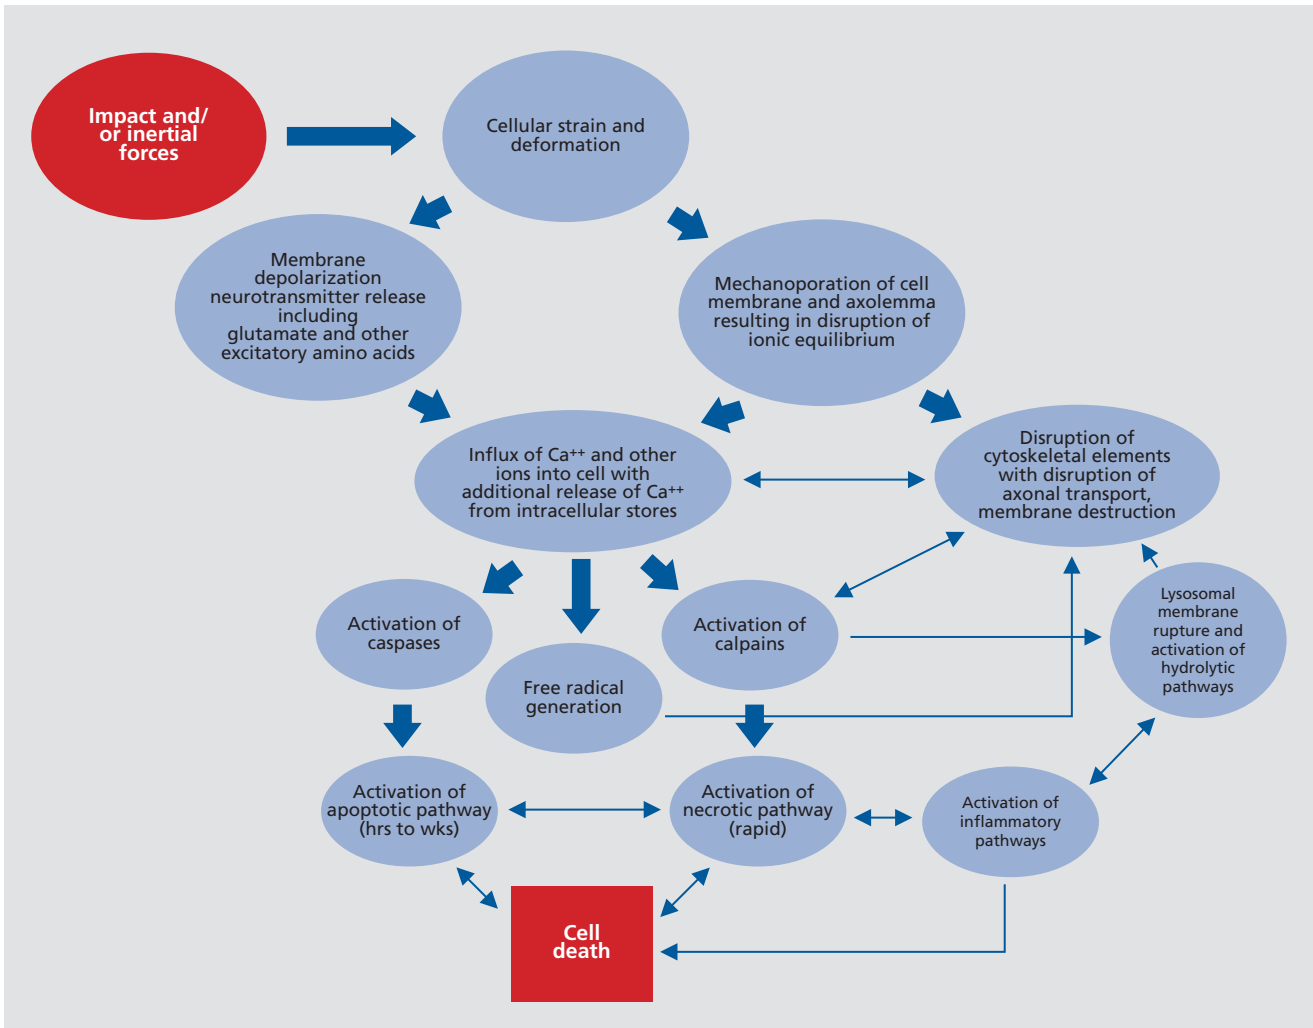 Impact and/
or inertial
forces
Cellular strain and
deformation
Membrane
depolarization
neurotransmitter release
including
glutamate and other
excitatory amino acids
Mechanoporation of cell
membrane and axolemma
resulting in disruption of
ionic equilibrium
Influx of Ca++ and other
ions into cell with
additional release of Ca++
from intracellular stores
Disruption of
cytoskeletal elements
with disruption of
axonal transport,
membrane destruction
Activation of
caspases
Free radical
generation
Activation of
calpains
Lysosomal
membrane
rupture and
activation of
hydrolytic
pathways
Activation of
apoptotic pathway
(hrs to wks)
Activation of
necrotic pathway
(rapid)
Activation of
inflammatory
pathways
Cell
death